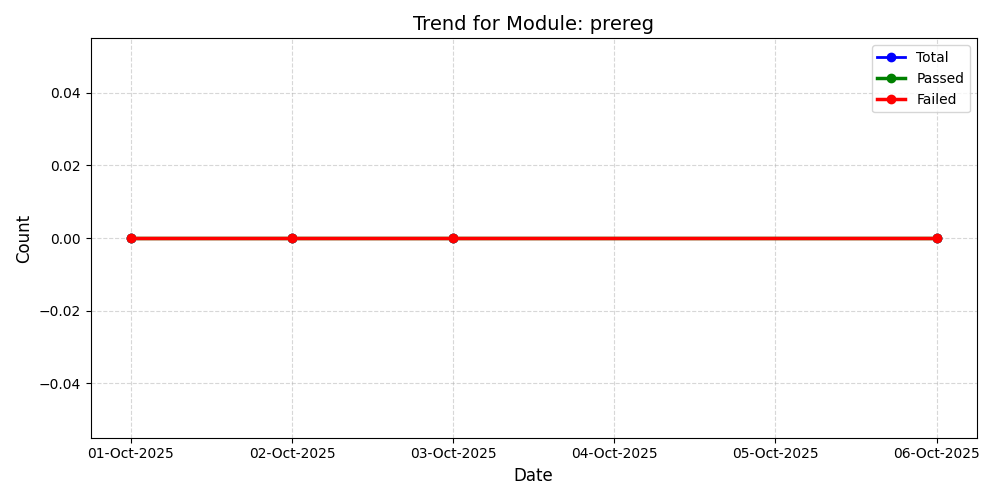 Trend for Module: prereg
Total
Passed
Failed
0.04
0.02
0.00
−0.02
−0.04
Count
01-Oct-2025 02-Oct-2025 03-Oct-2025 04-Oct-2025 05-Oct-2025 06-Oct-2025
Date